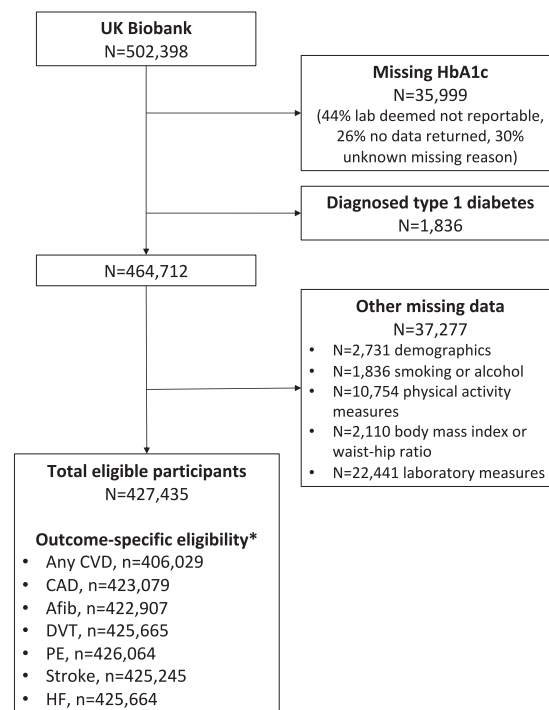 UK Biobank
N=502,398
Missing HbA1c
N=35,999
(44% lab deemed not reportable,
26% no data returned, 30%
unknown missing reason)
Diagnosed type 1 diabetes
N=1,836
N=464,712
Other missing data
N=37,277
• N=2,731 demographics
• N=1,836 smoking or alcohol
• N=10,754 physical activity
measures
• N=2,110 body mass index or
waist-hip ratio
• N=22,441 laboratory measures
Total eligible participants
N=427,435
Outcome-specific eligibility*
• Any CVD, n=406,029
• CAD, n=423,079
• Afib, n=422,907
• DVT, n=425,665
• PE, n=426,064
• Stroke, n=425,245
• HF, n=425,664